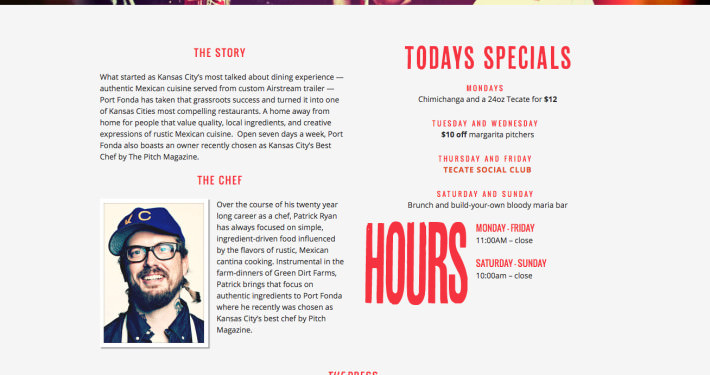 THE STORY
What started as Kansas City's most talked about dining experience —
authentic Mexican cuisine served from custom Airstream trailer —
Port Fonda has taken that grassroots success and turned it into one
of Kansas Cities most compelling restaurants. A home away from
home for people that value quality, local ingredients, and creative
expressions of rustic Mexican cuisine.  Open seven days a week, Port
Fonda also boasts an owner recently chosen as Kansas City's Best
Chef by The Pitch Magazine.
THE CHEF
C
Over the course of his twenty year
long career as a chef, Patrick Ryan
has always focused on simple,
ingredient-driven food influenced
by the flavors of rustic, Mexican
cantina cooking. Instrumental in the
farm-dinners of Green Dirt Farms,
Patrick brings that focus on
authentic ingredients to Port Fonda
where he recently was chosen as
Kansas City's best chef by Pitch
Magazine.
TODAYS SPECIALS
MONDAYS
Chimichanga and a 24oz Tecate for $12
TUESDAY AND WEDNESDAY
$10 off margarita pitchers
THURSDAY AND FRIDAY
TECATE SOCIAL CLUB
SATURDAY AND SUNDAY
Brunch and build-your-own bloody maria bar
HOURS
MONDAY - FRIDAY
11:00AM – close
SATURDAY - SUNDAY
10:00am – close
THE PRESS